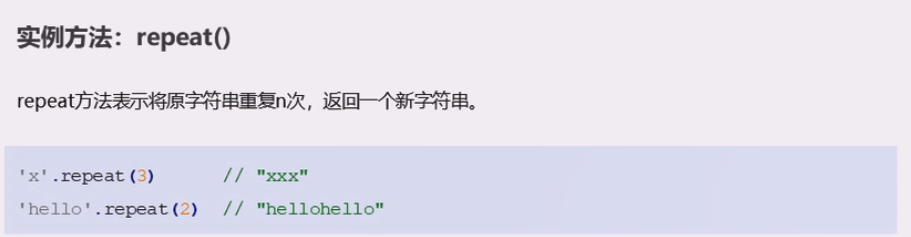 实例方法：repeat()
repeat方法表示将原字符串重复n次，返回一个新字符串。
'x'.repeat(3)      // "xxx"
'hello'.repeat(2)  // "hellohello"